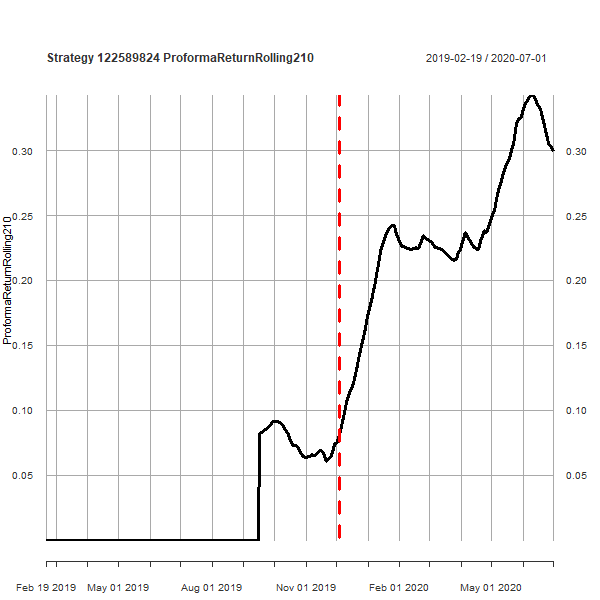 Strategy 122589824 ProformaReturnRolling210
2019-02-19 / 2020-07-01
0.30
0.30
0.25
0.25
ProformaReturnRolling210
0.20
0.20
0.15
0.15
0.10
0.10
0.05
0.05
Feb 19 2019
May 01 2019
Aug 01 2019
Nov 01 2019
Feb 01 2020
May 01 2020